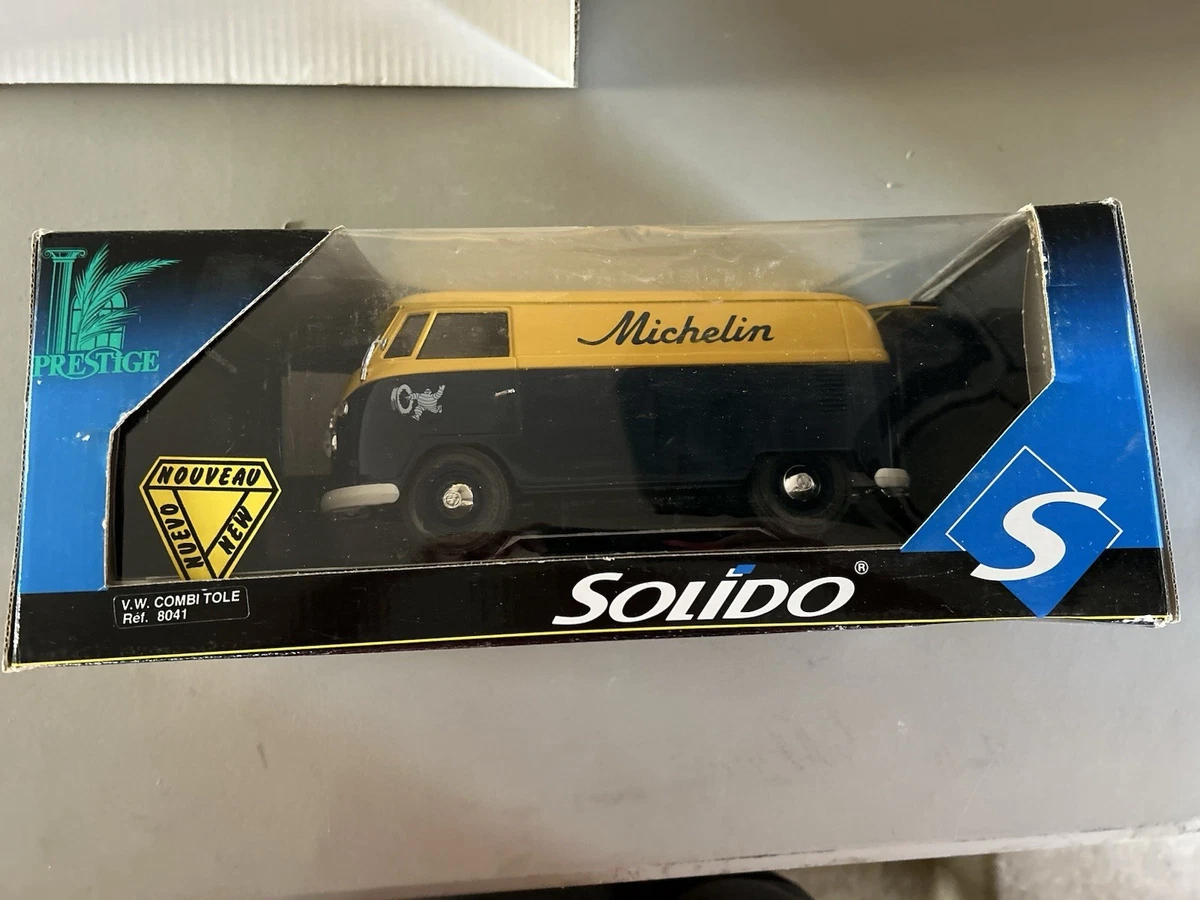 PRESTIGE
Michelin
NOUVEAU
NUEVO
NEW
V.W. COMBI TOLE
Réf. 8041
SOLIDO®
S